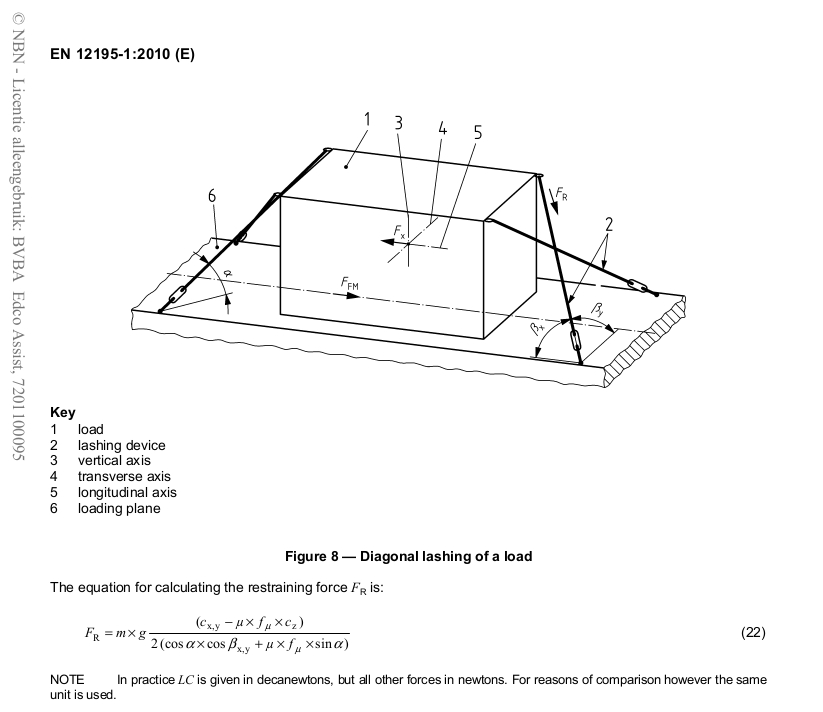 © NBN - Licentie alleengebruik: BVBA Edco Assist, 7201100095
EN 12195-1:2010 (E)
1 3 4 5
6 2
F_R
F_x
F_FM
α
β_x β_y
Key
1 load
2 lashing device
3 vertical axis
4 transverse axis
5 longitudinal axis
6 loading plane
Figure 8 — Diagonal lashing of a load
The equation for calculating the restraining force F_R is:
F_R = m × g (c_x,y − μ × f_μ × c_z) / 2 (cos α × cos β_x,y + μ × f_μ × sin α) (22)
NOTE In practice LC is given in decanewtons, but all other forces in newtons. For reasons of comparison however the same
unit is used.